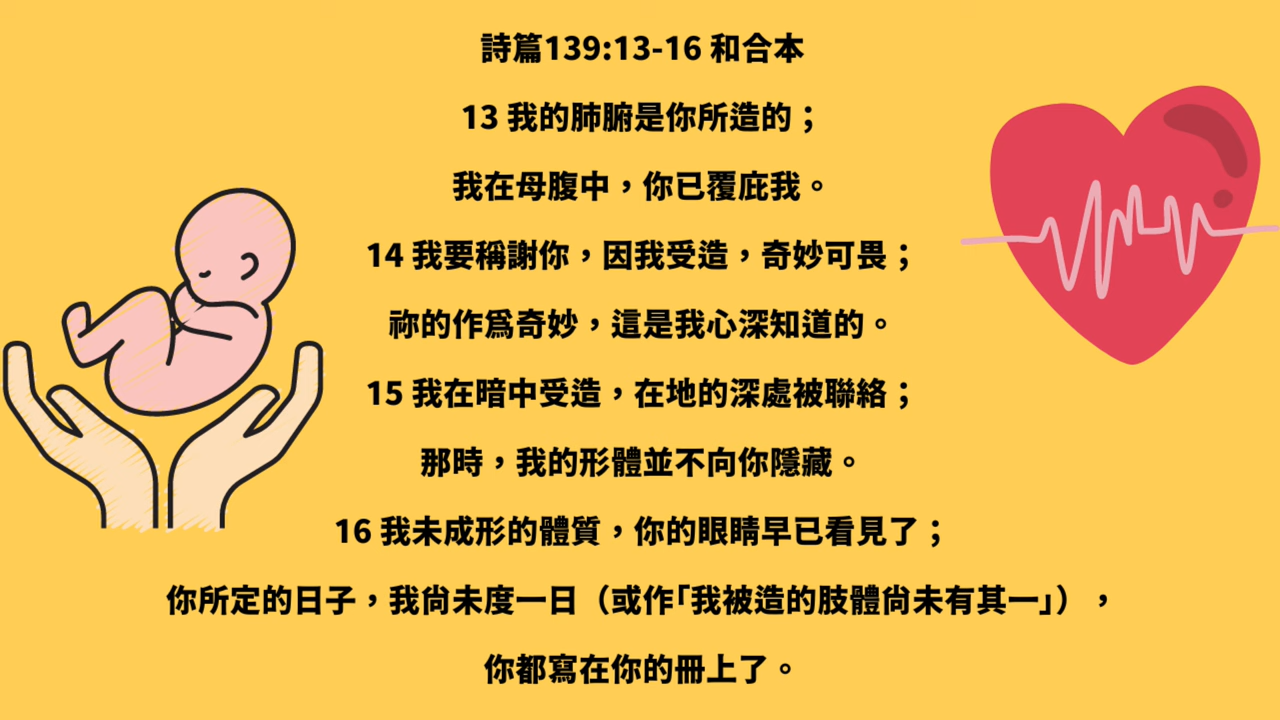 詩篇139:13-16 和合本
13 我的肺腑是你所造的；
我在母腹中，你已覆庇我。
14 我要稱謝你，因我受造，奇妙可畏；
祢的作爲奇妙，這是我心深知道的。
15 我在暗中受造，在地的深處被聯絡；
那時，我的形體並不向你隱藏。
16 我未成形的體質，你的眼睛早已看見了；
你所定的日子，我尚未度一日（或作「我被造的肢體尚未有其一」），
你都寫在你的冊上了。